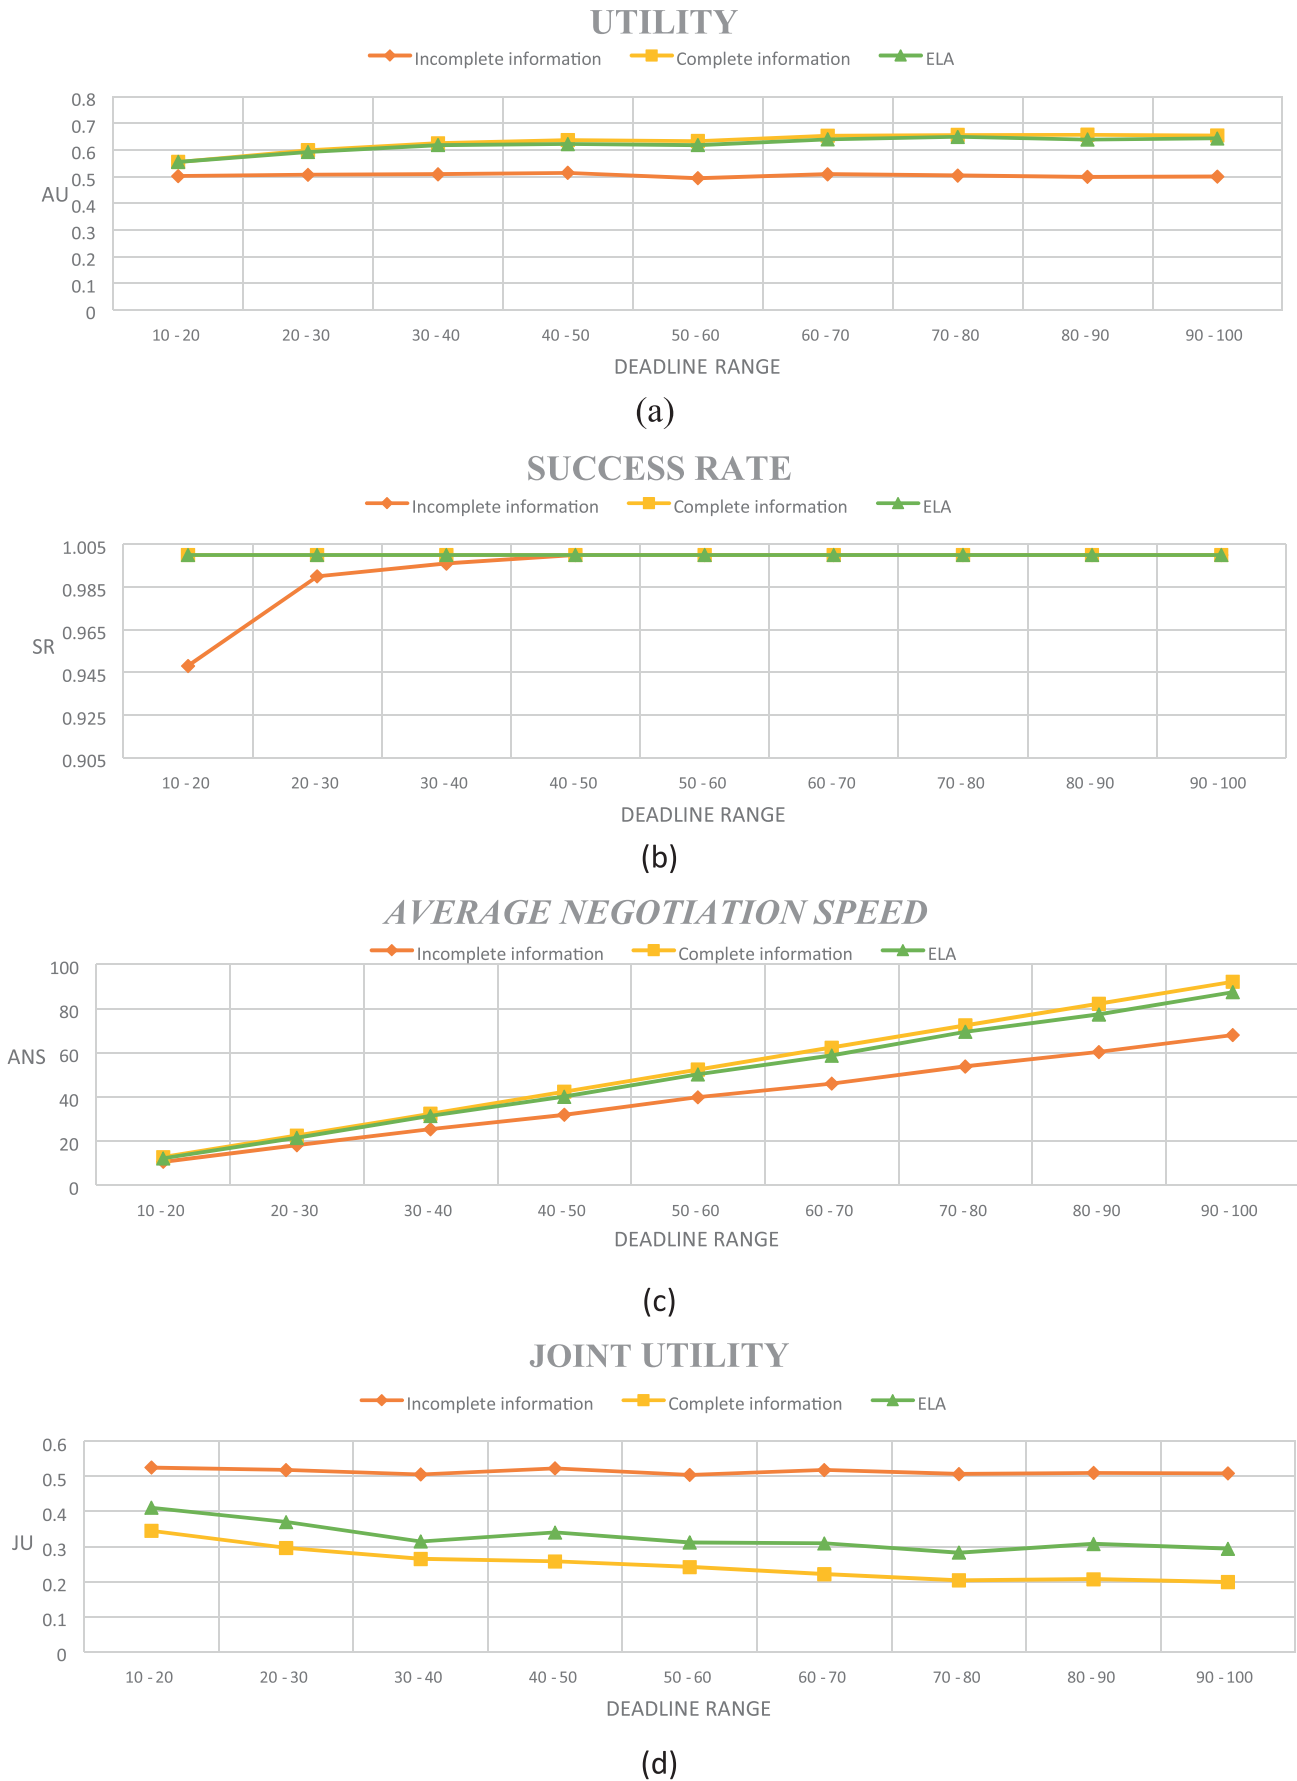 UTILITY
Incomplete information Complete information ELA
0.8
0.7
0.6
0.5
AU
0.4
0.3
0.2
0.1
0
10 - 20 20 - 30 30 - 40 40 - 50 50 - 60 60 - 70 70 - 80 80 - 90 90 - 100
DEADLINE RANGE
(a)
SUCCESS RATE
Incomplete information Complete information ELA
1.005
0.985
0.965
SR
0.945
0.925
0.905
10 - 20 20 - 30 30 - 40 40 - 50 50 - 60 60 - 70 70 - 80 80 - 90 90 - 100
DEADLINE RANGE
(b)
AVERAGE NEGOTIATION SPEED
Incomplete information Complete information ELA
100
80
60
ANS
40
20
0
10 - 20 20 - 30 30 - 40 40 - 50 50 - 60 60 - 70 70 - 80 80 - 90 90 - 100
DEADLINE RANGE
(c)
JOINT UTILITY
Incomplete information Complete information ELA
0.6
0.5
0.4
JU
0.3
0.2
0.1
0
10 - 20 20 - 30 30 - 40 40 - 50 50 - 60 60 - 70 70 - 80 80 - 90 90 - 100
DEADLINE RANGE
(d)